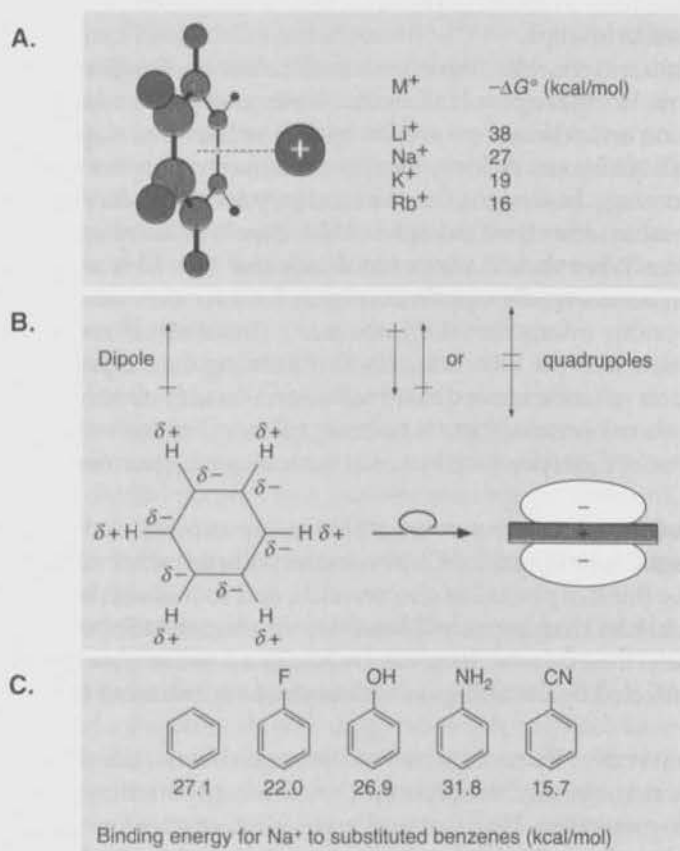 A.
M⁺ −ΔG° (kcal/mol)
Li⁺ 38
Na⁺ 27
K⁺ 19
Rb⁺ 16
+
B.
Dipole or quadrupoles
δ+ δ+
H H
δ− δ−
δ− δ−
δ+ H H δ+
δ− δ−
δ− δ−
H H
δ+ δ+
−
+
−
C.
F OH NH₂ CN
27.1 22.0 26.9 31.8 15.7
Binding energy for Na⁺ to substituted benzenes (kcal/mol)